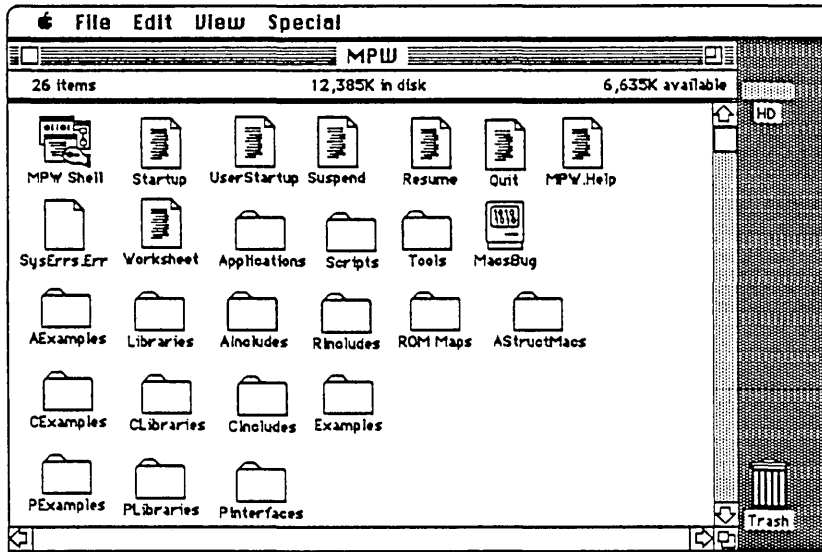 File Edit View Special
MPW
26 items 12,385K in disk 6,635K available
HD
MPW Shell Startup UserStartup Suspend Resume Quit MPW.Help
SysErrs.Err Worksheet Applications Scripts Tools MacsBug
AExamples Libraries AIncludes RIncludes ROM Maps AStructMacs
CExamples CLibraries CIncludes Examples
PExamples PLibraries PInterfaces
Trash